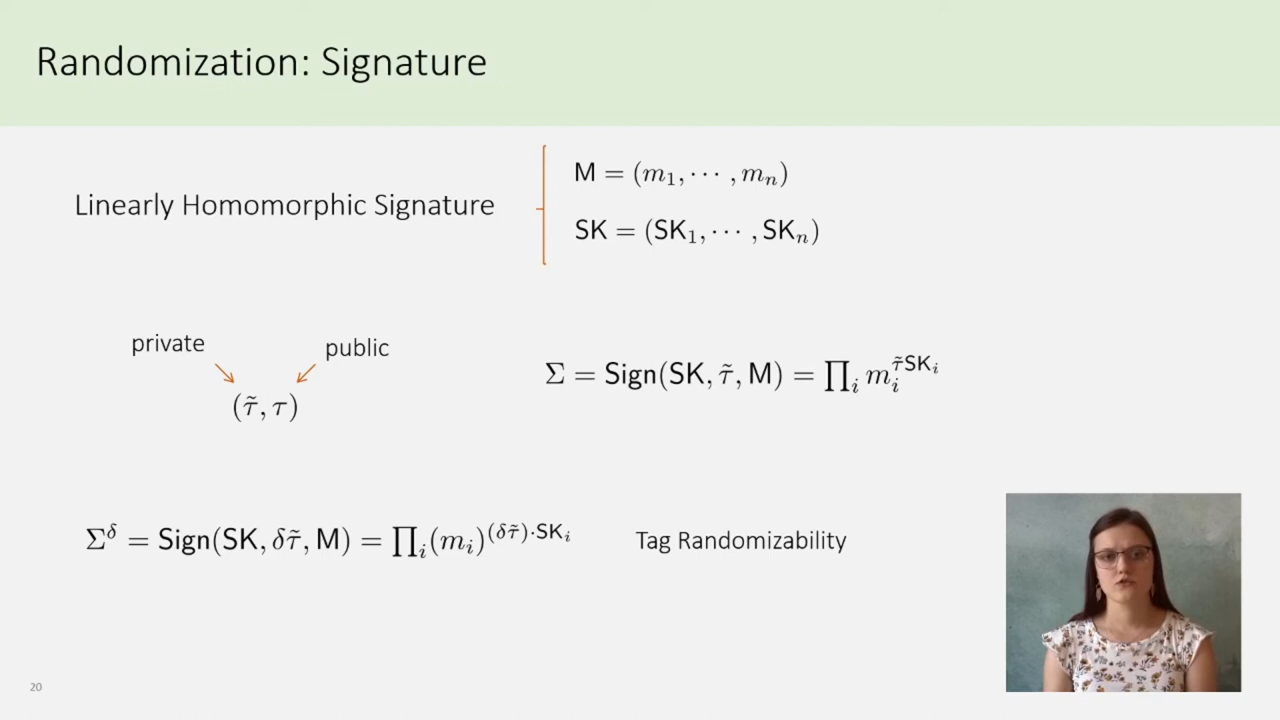 Randomization: Signature
Linearly Homomorphic Signature
M = (m₁, ⋯ , mₙ)
SK = (SK₁, ⋯ , SKₙ)
private
public
(τ̃, τ)
Σ = Sign(SK, τ̃, M) = ∏ᵢ mᵢ^{τ̃SKᵢ}
Σ^δ = Sign(SK, δτ̃, M) = ∏ᵢ(mᵢ)^{(δτ̃)·SKᵢ}
Tag Randomizability
20